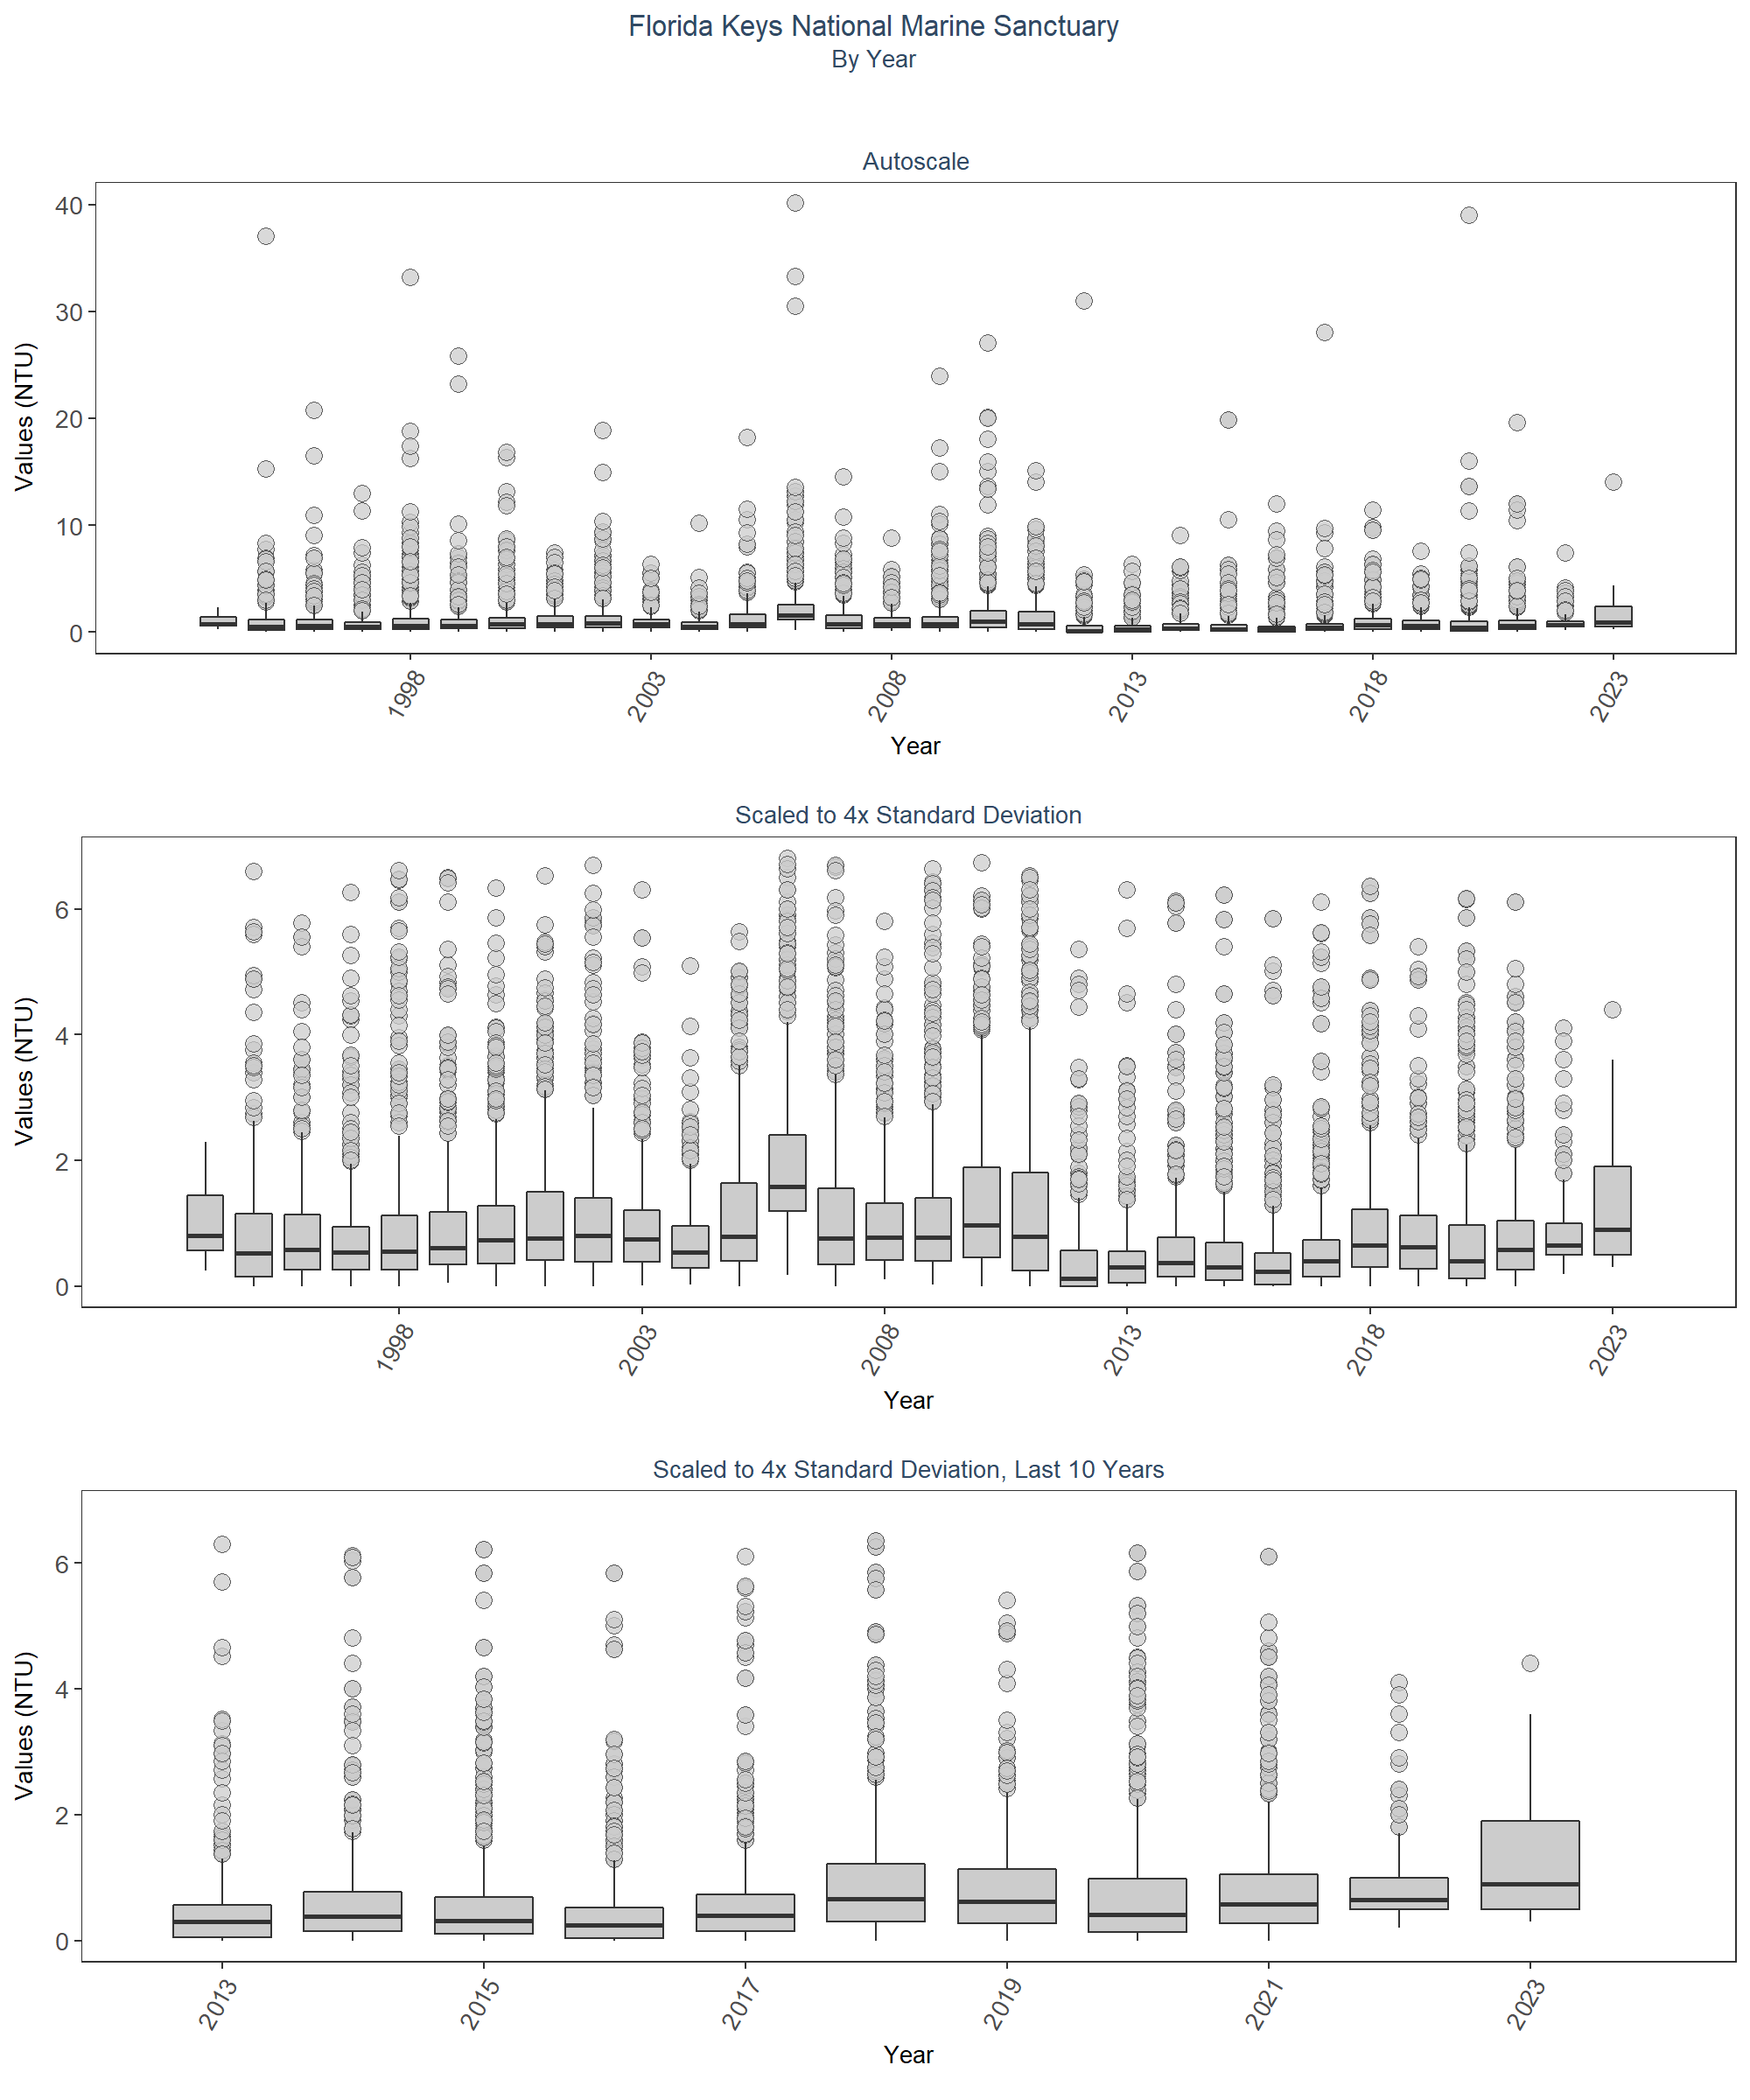 Florida Keys National Marine Sanctuary
By Year
Autoscale
Values (NTU)
40
30
20
10
0
1998
2003
2008
2013
2018
2023
Year
Scaled to 4x Standard Deviation
Values (NTU)
6
4
2
0
1998
2003
2008
2013
2018
2023
Year
Scaled to 4x Standard Deviation, Last 10 Years
Values (NTU)
6
4
2
0
2013
2015
2017
2019
2021
2023
Year